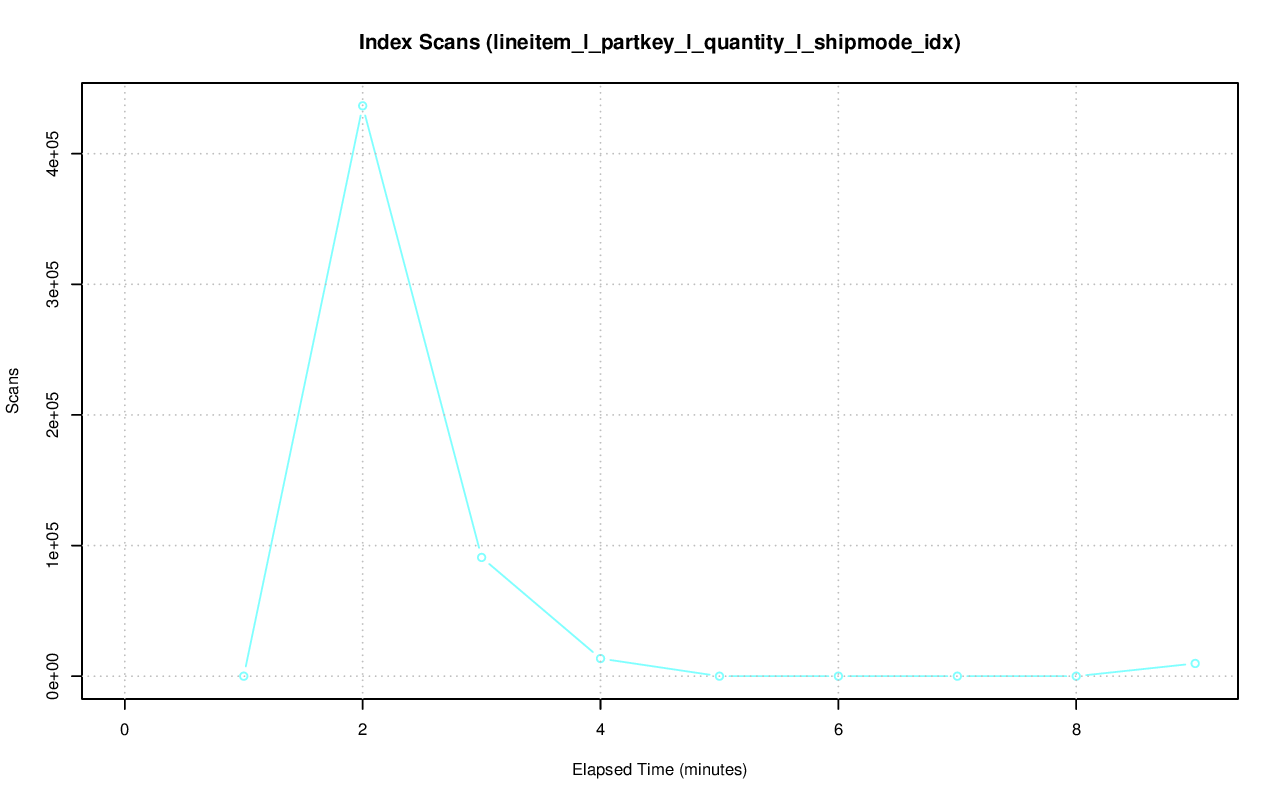 Index Scans (lineitem_l_partkey_l_quantity_l_shipmode_idx)
Scans
4e+05
3e+05
2e+05
1e+05
0e+00
0 2 4 6 8
Elapsed Time (minutes)